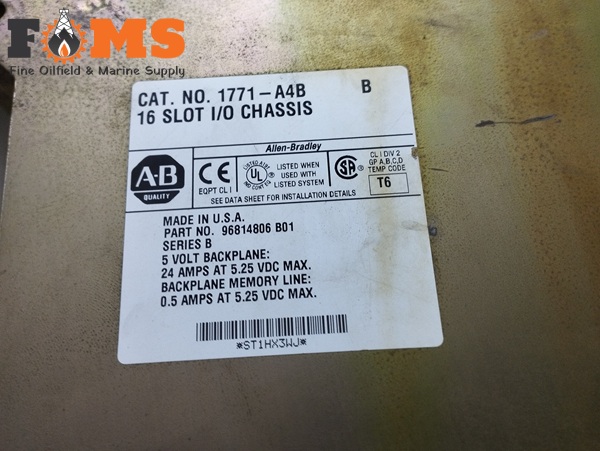 FOMS
Fine Oilfield & Marine Supply
CAT. NO. 1771-A4B B
16 SLOT I/O CHASSIS
Allen-Bradley
A-B
QUALITY
CE
EQPT CL I
UL
LISTED WHEN
USED WITH
LISTED SYSTEM
SA
CL I DIV 2
GP A,B,C,D
TEMP CODE
T6
SEE DATA SHEET FOR INSTALLATION DETAILS
MADE IN U.S.A.
PART NO. 96814806 B01
SERIES B
5 VOLT BACKPLANE:
24 AMPS AT 5.25 VDC MAX.
BACKPLANE MEMORY LINE:
0.5 AMPS AT 5.25 VDC MAX.
*ST1HX3WJ*